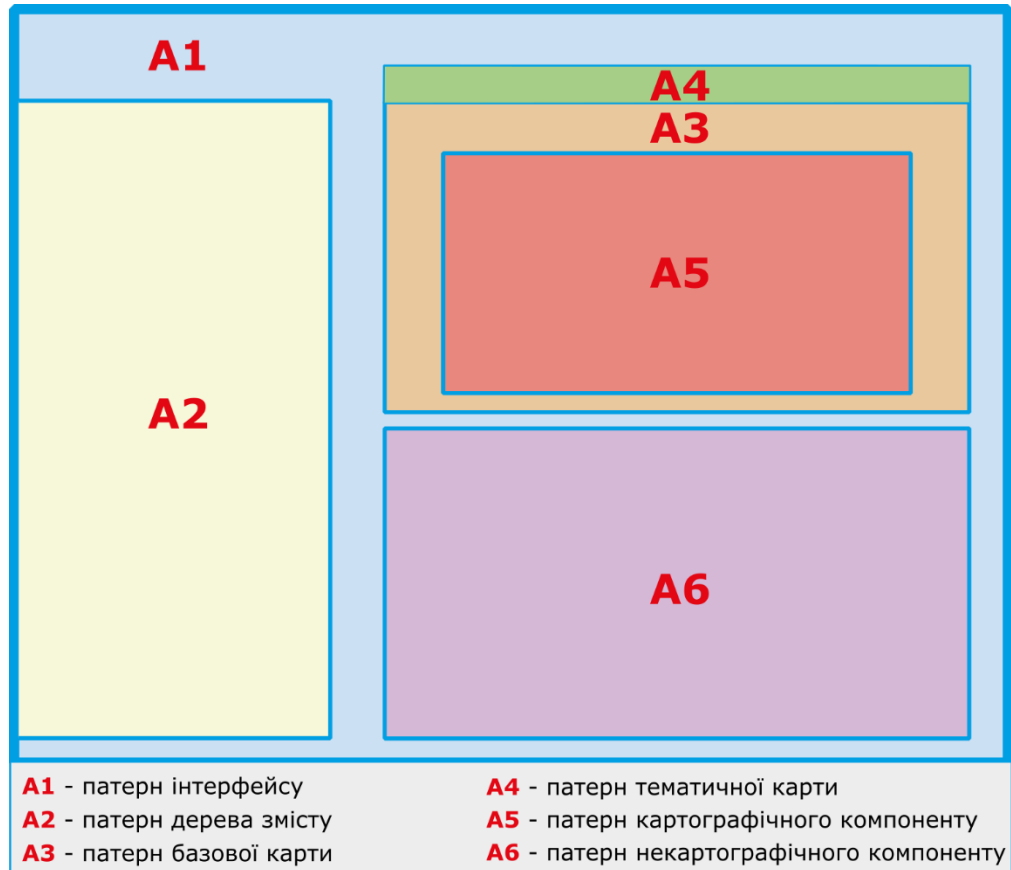 A1
A4
A3
A5
A2
A6
A1 - патерн інтерфейсу
A2 - патерн дерева змісту
A3 - патерн базової карти
A4 - патерн тематичної карти
A5 - патерн картографічного компоненту
A6 - патерн некартографічного компоненту